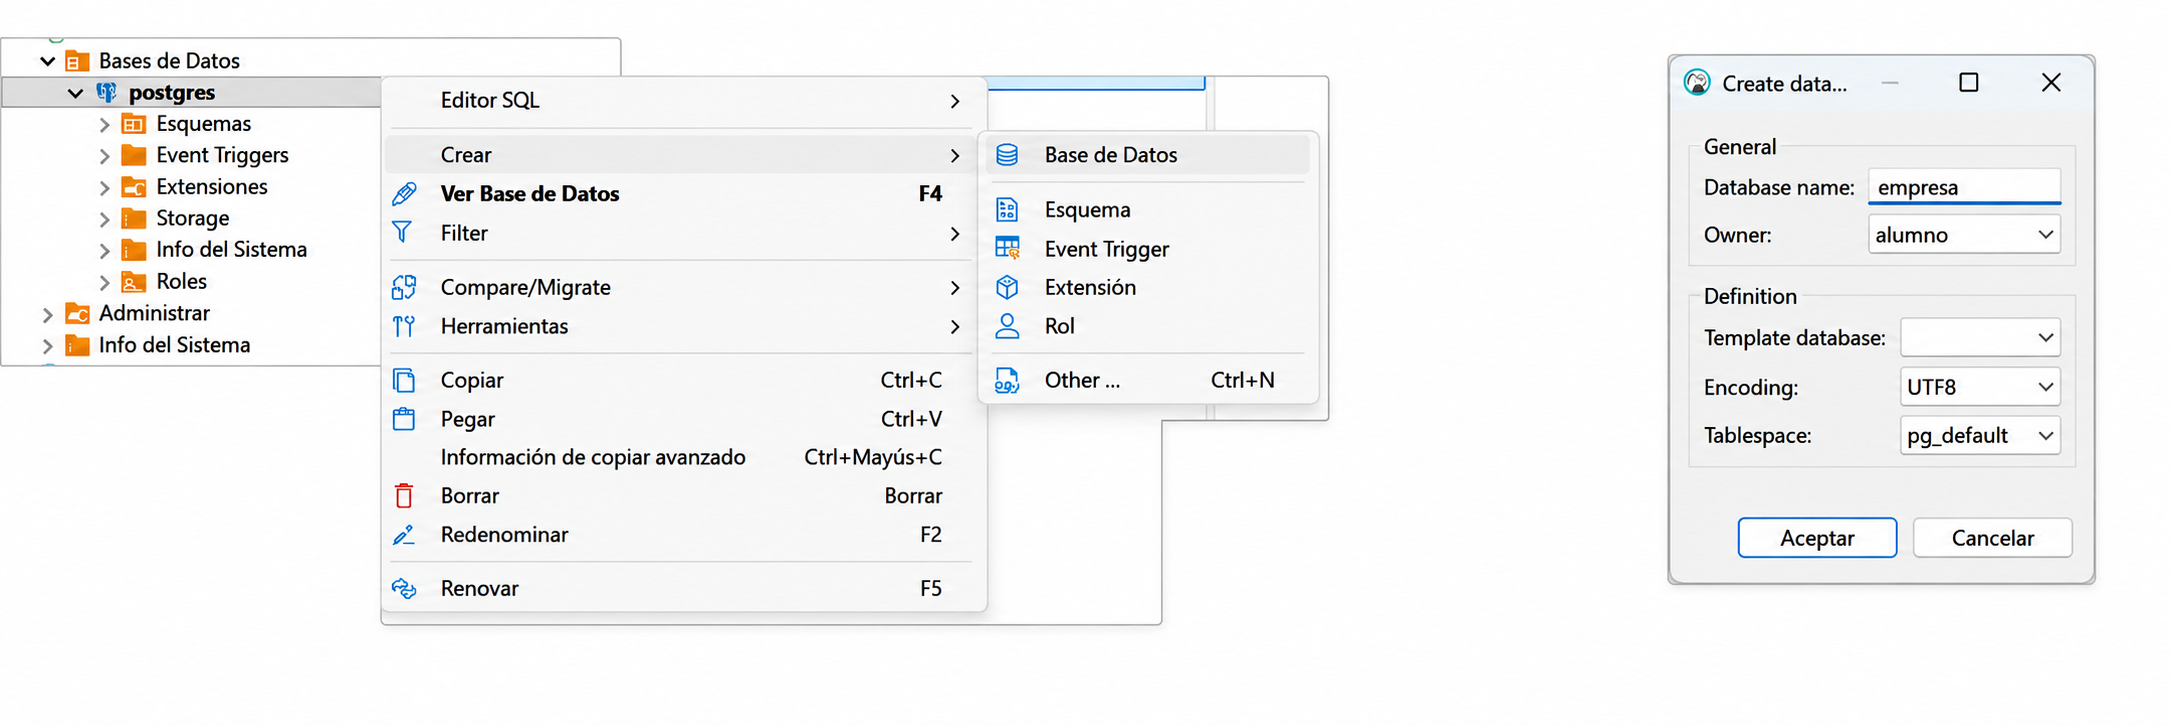 Bases de Datos
postgres
Esquemas
Event Triggers
Extensiones
Storage
Info del Sistema
Roles
Administrar
Info del Sistema
Editor SQL
Crear
Ver Base de Datos F4
Filter
Compare/Migrate
Herramientas
Copiar Ctrl+C
Pegar Ctrl+V
Información de copiar avanzado Ctrl+Mayús+C
Borrar Borrar
Redenominar F2
Renovar F5
Base de Datos
Esquema
Event Trigger
Extensión
Rol
Other ... Ctrl+N
Create data...
General
Database name: empresa
Owner: alumno
Definition
Template database:
Encoding: UTF8
Tablespace: pg_default
Aceptar Cancelar